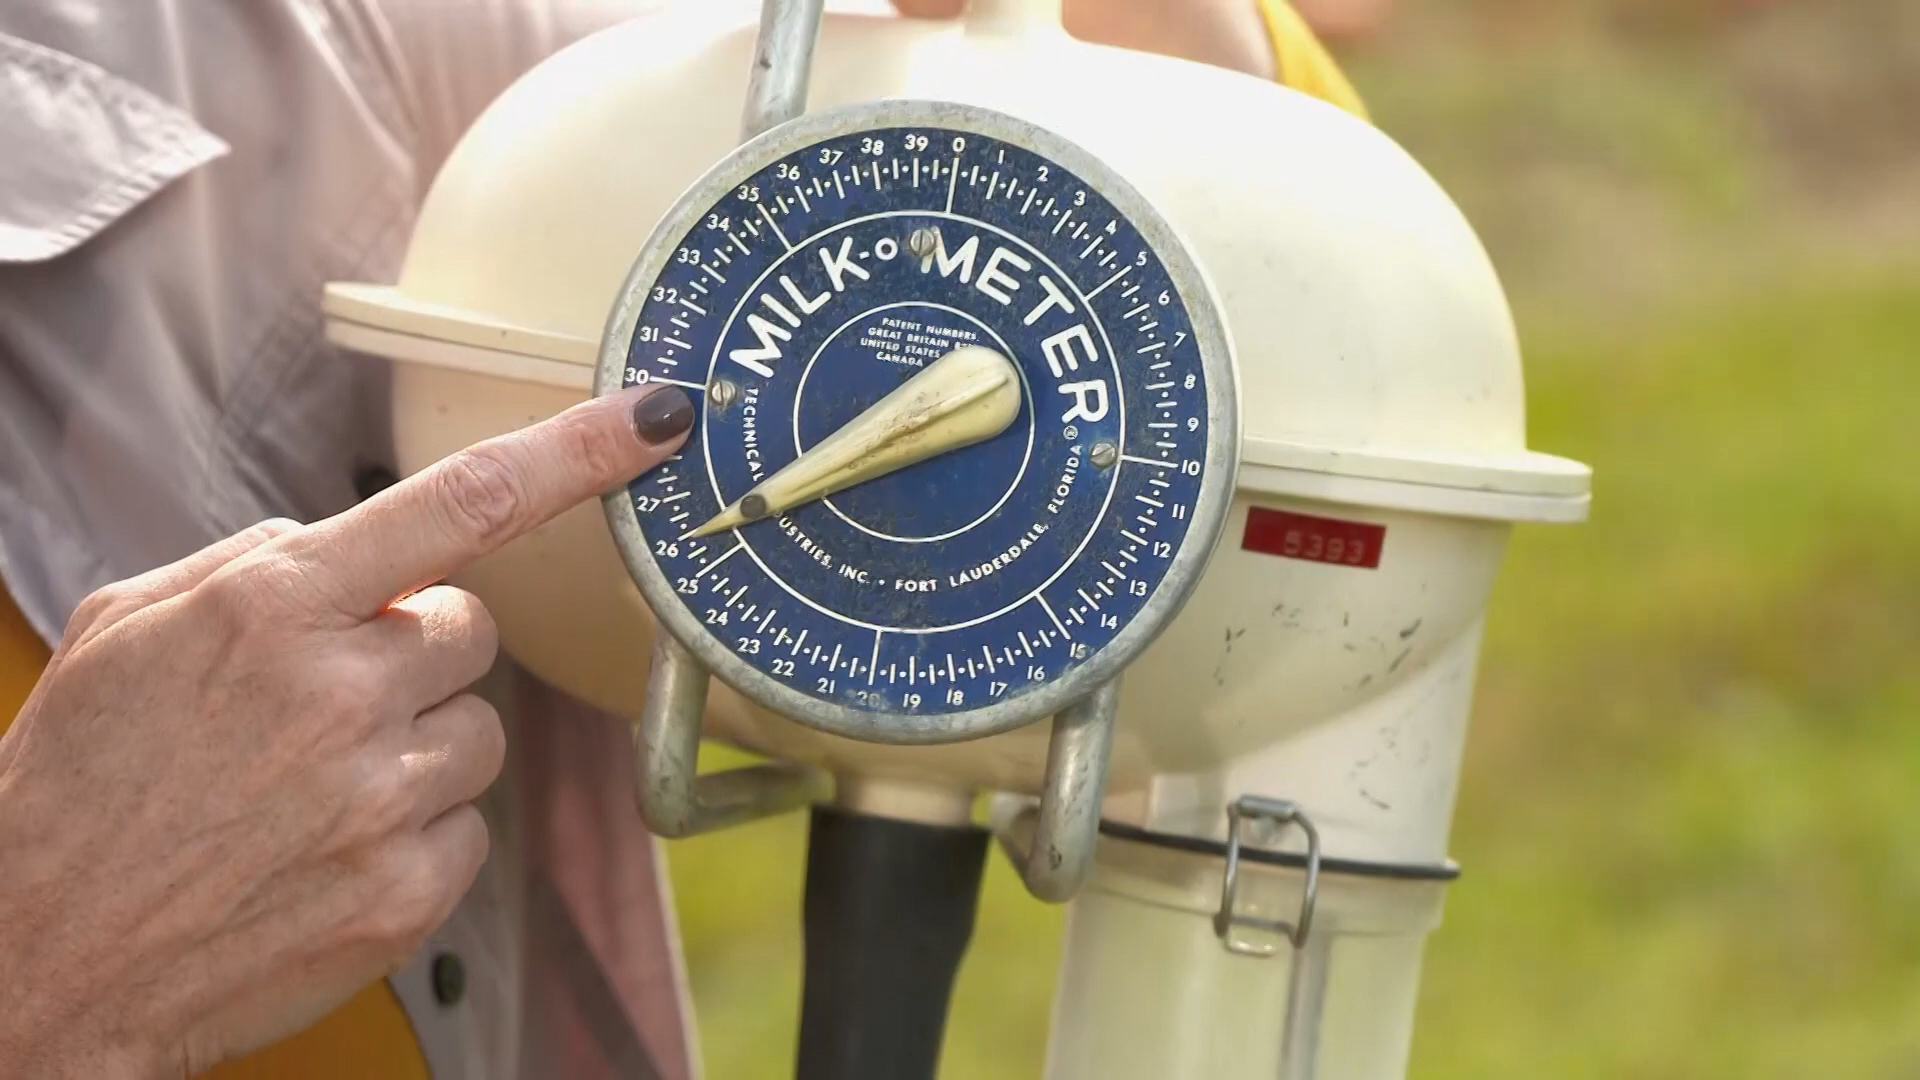 0 1 2 3 4 5 6 7 8 9 10 11 12 13 14 15 16 17 18 19 20 21 22 23 24 25 26 27 30 31 32 33 34 35 36 37 38 39
MILK-O METER®
PATENT NUMBERS
GREAT BRITAIN
UNITED STATES
CANADA
TECHNICAL INC. • FORT LAUDERDALE, FLORIDA
5393